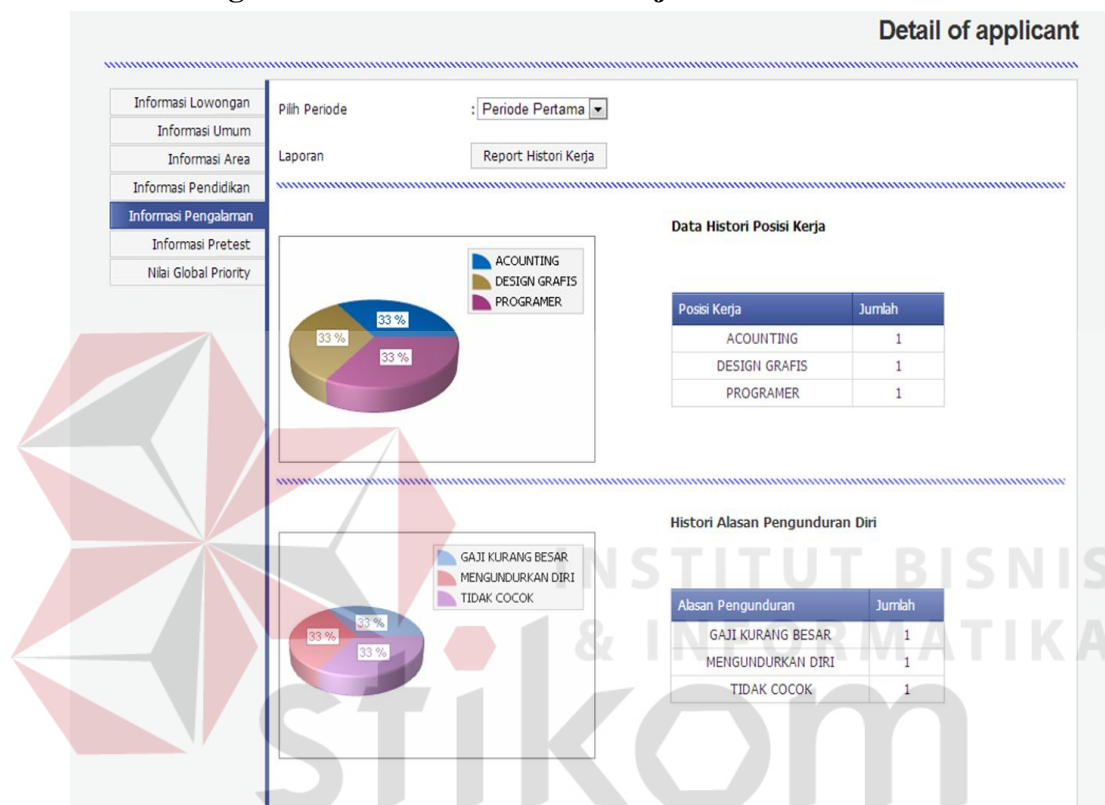 Detail of applicant
Informasi Lowongan
Informasi Umum
Informasi Area
Informasi Pendidikan
Informasi Pengalaman
Informasi Pretest
Nilai Global Priority
Pilih Periode : Periode Pertama
Laporan Report Histori Kerja
ACOUNTING
DESIGN GRAFIS
PROGRAMER
33 %
33 %
33 %
Data Histori Posisi Kerja
Posisi Kerja Jumlah
ACOUNTING 1
DESIGN GRAFIS 1
PROGRAMER 1
GAJI KURANG BESAR
MENGUNDURKAN DIRI
TIDAK COCOK
33 %
33 %
33 %
Histori Alasan Pengunduran Diri
Alasan Pengunduran Jumlah
GAJI KURANG BESAR 1
MENGUNDURKAN DIRI 1
TIDAK COCOK 1
INSTITUT BISNIS
& INFORMATIKA
stikom